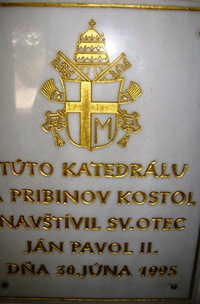 M
TÚTO KATEDRÁLU
A PRIBINOV KOSTOL
NAVŠTÍVIL SV.OTEC
JÁN PAVOL II.
DŇA 30.JÚNA 1995